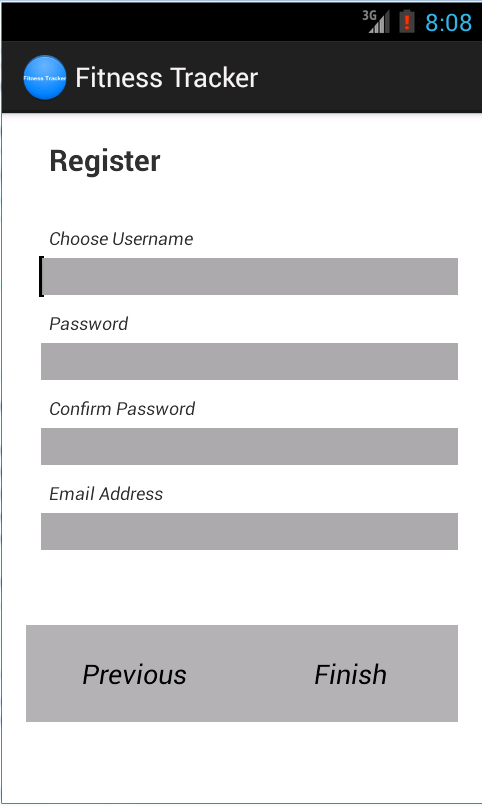 3G 8:08
Fitness Tracker Fitness Tracker
Register
Choose Username
Password
Confirm Password
Email Address
Previous Finish